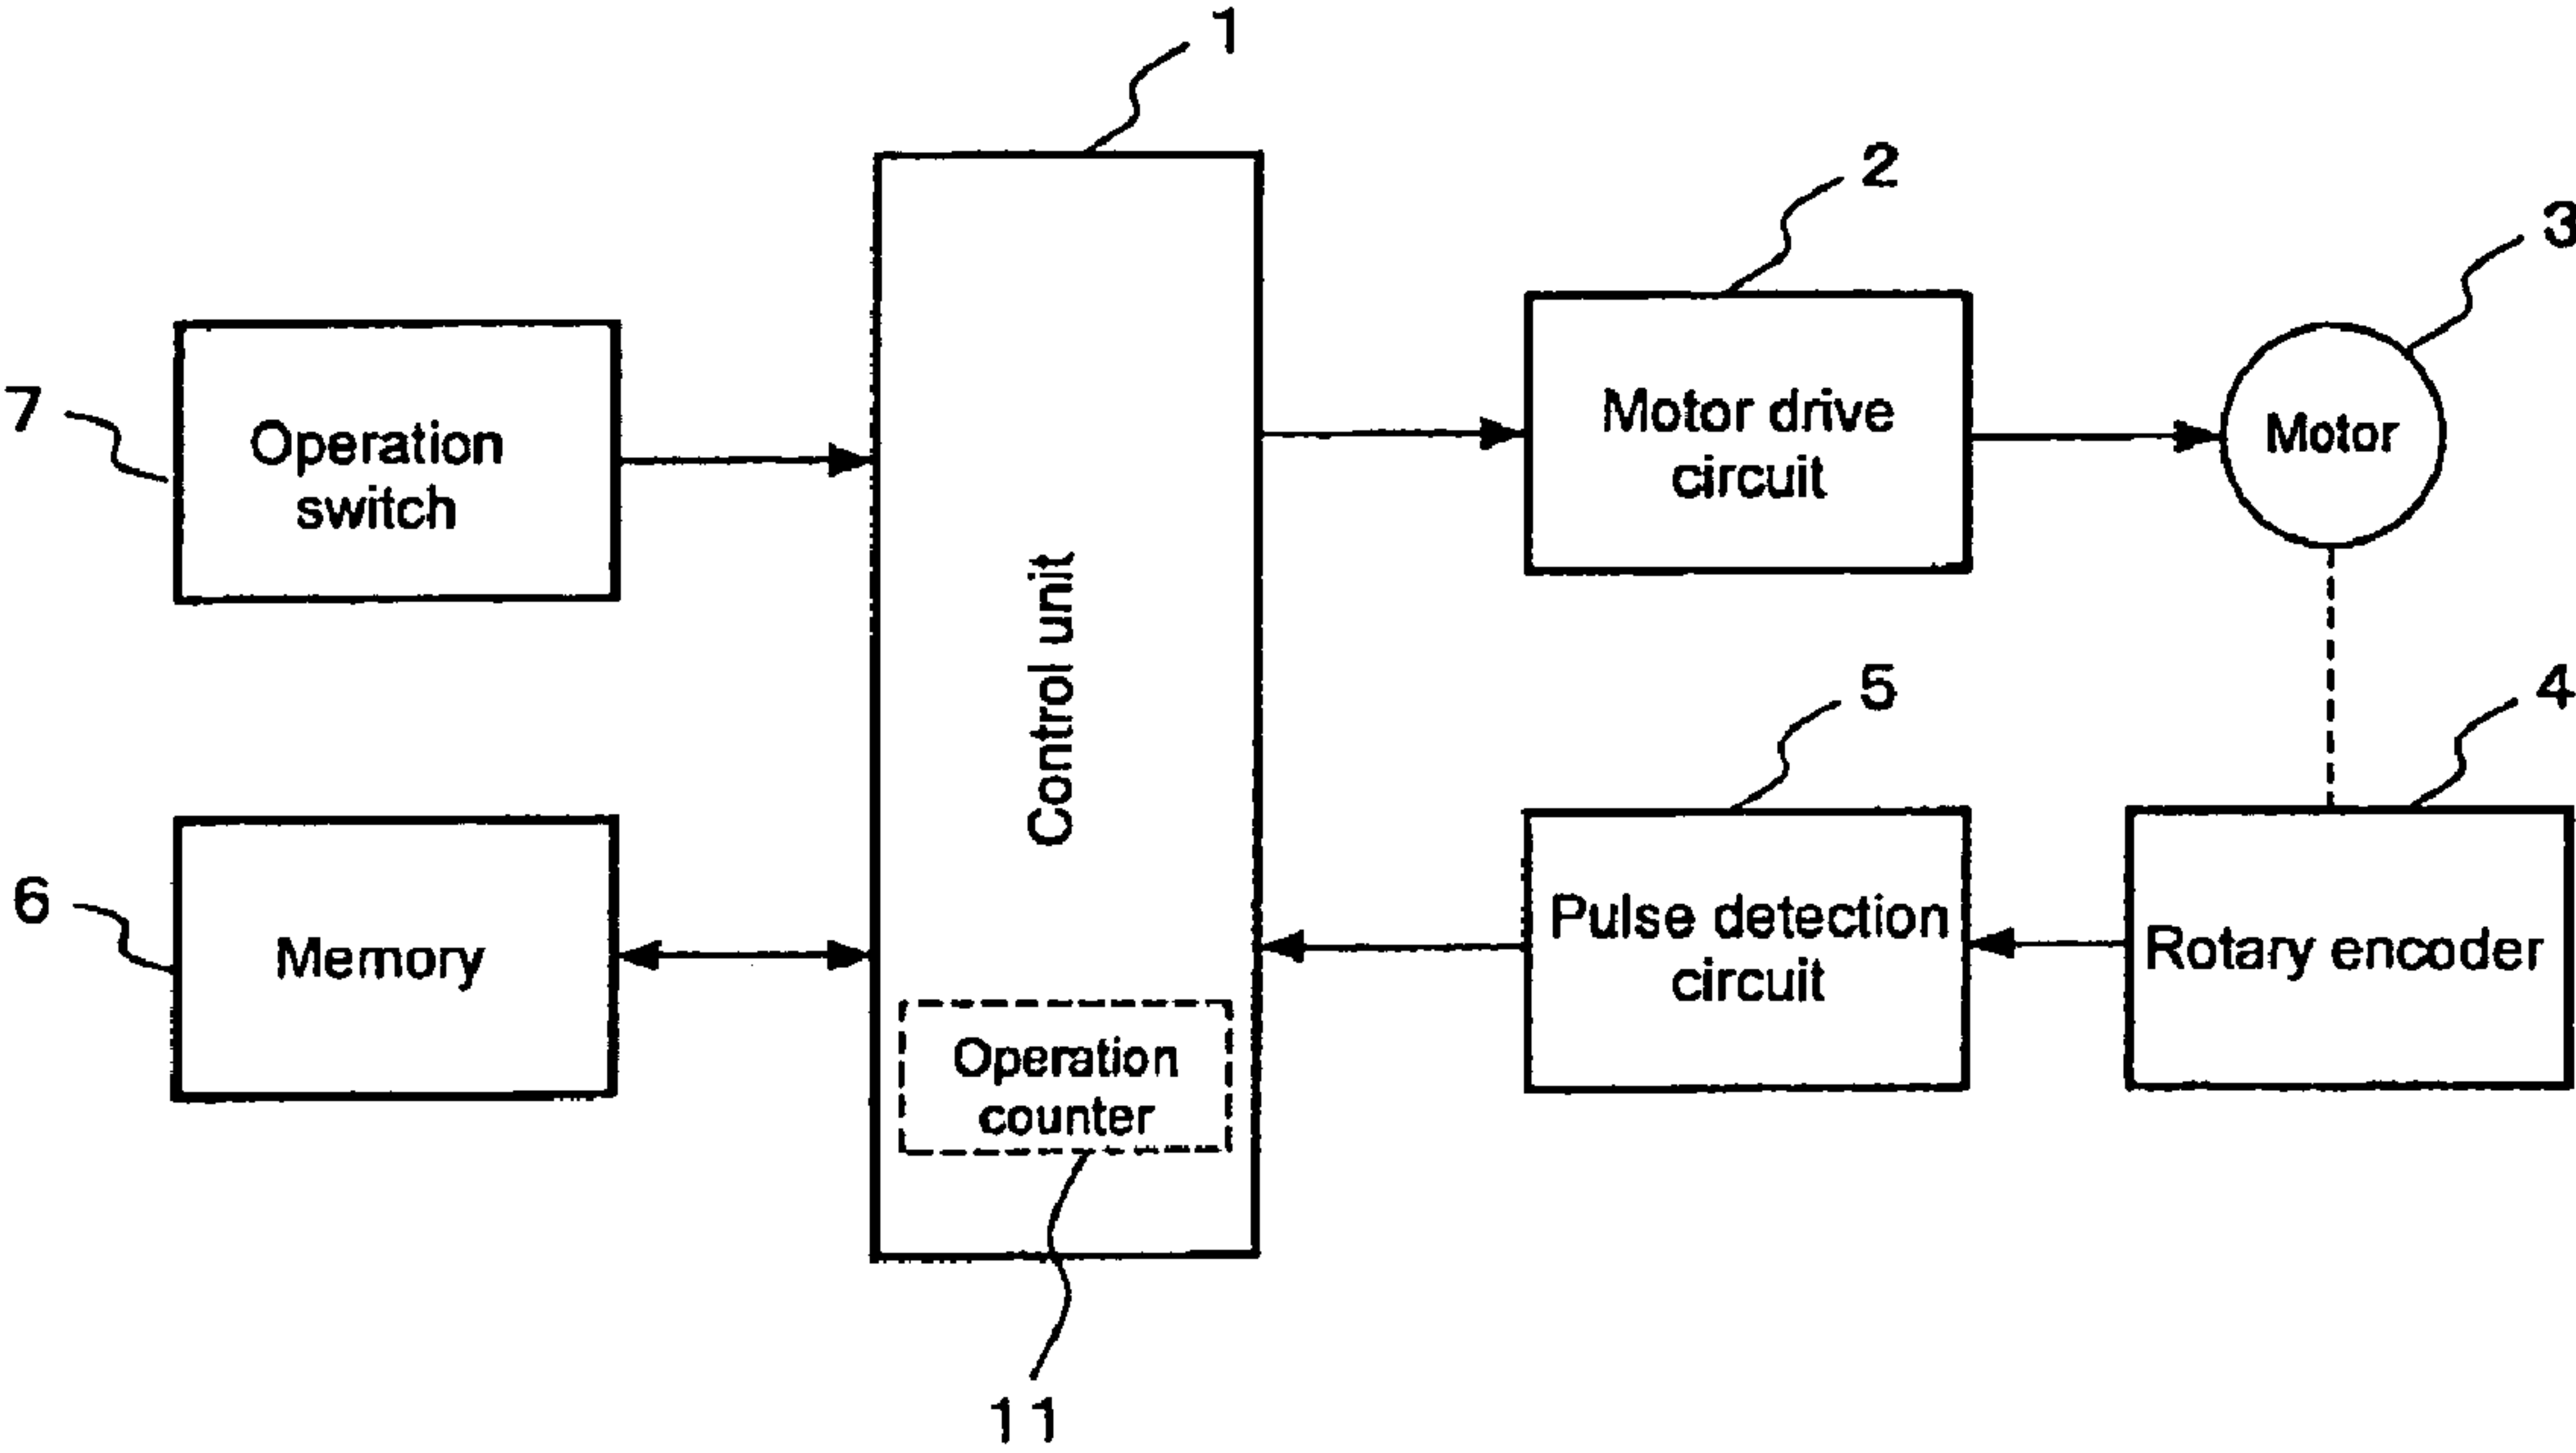 1
2
3
7
Operation
switch
Control unit
Motor drive
circuit
Motor
5
4
6
Memory
Pulse detection
circuit
Rotary encoder
Operation
counter
11